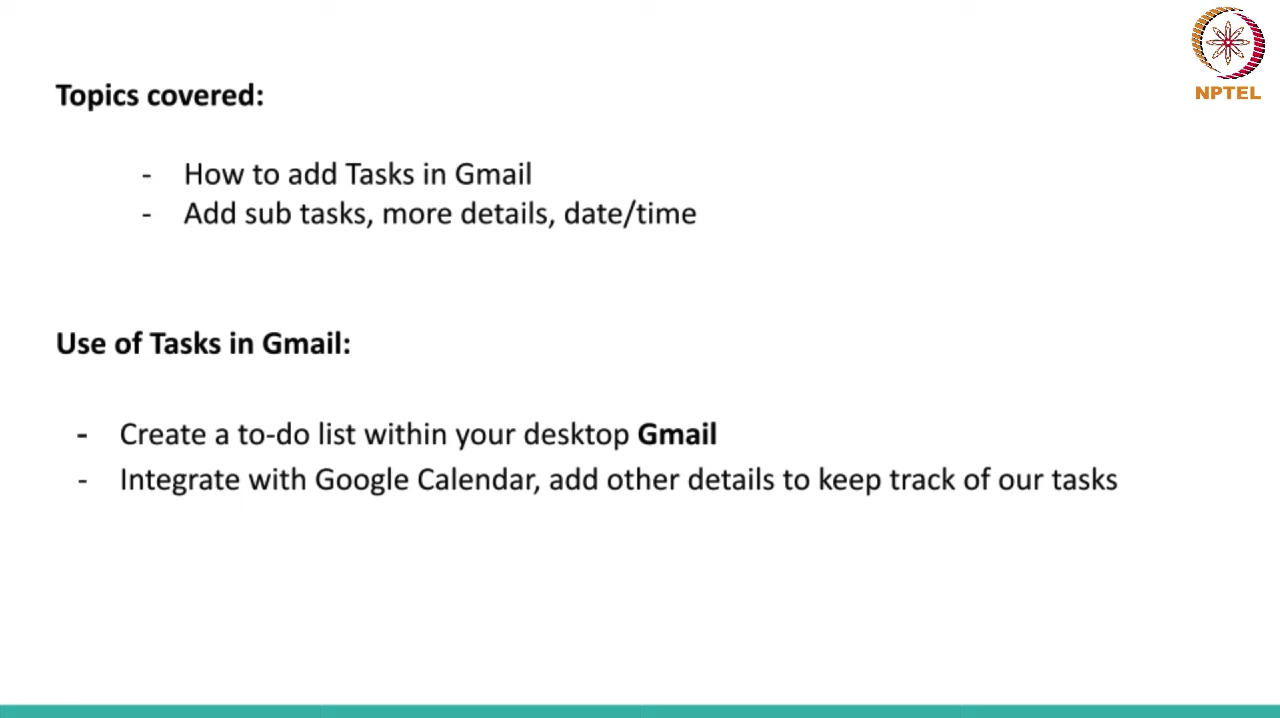 NPTEL
Topics covered:
- How to add Tasks in Gmail
- Add sub tasks, more details, date/time
Use of Tasks in Gmail:
- Create a to-do list within your desktop Gmail
- Integrate with Google Calendar, add other details to keep track of our tasks